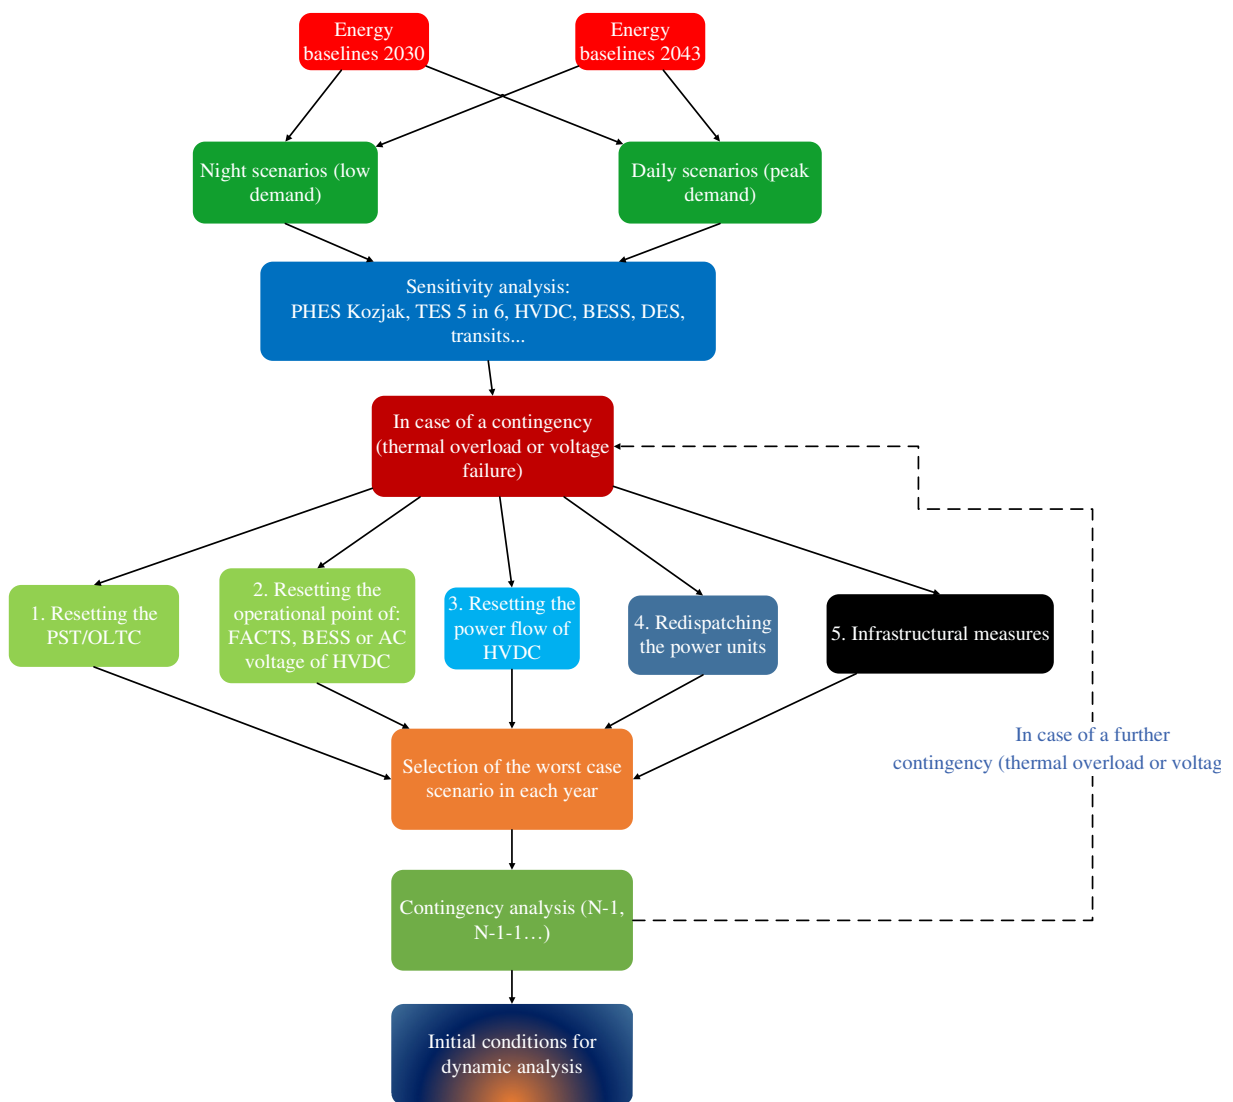 Energy
baselines 2030
Energy
baselines 2043
Night scenarios (low
demand)
Daily scenarios (peak
demand)
Sensitivity analysis:
PHES Kozjak, TES 5 in 6, HVDC, BESS, DES,
transits...
In case of a contingency
(thermal overload or voltage
failure)
1. Resetting the
PST/OLTC
2. Resetting the
operational point of:
FACTS, BESS or AC
voltage of HVDC
3. Resetting the
power flow of
HVDC
4. Redispatching
the power units
5. Infrastructural measures
In case of a further
contingency (thermal overload or voltag
Selection of the worst case
scenario in each year
Contingency analysis (N-1,
N-1-1…)
Initial conditions for
dynamic analysis